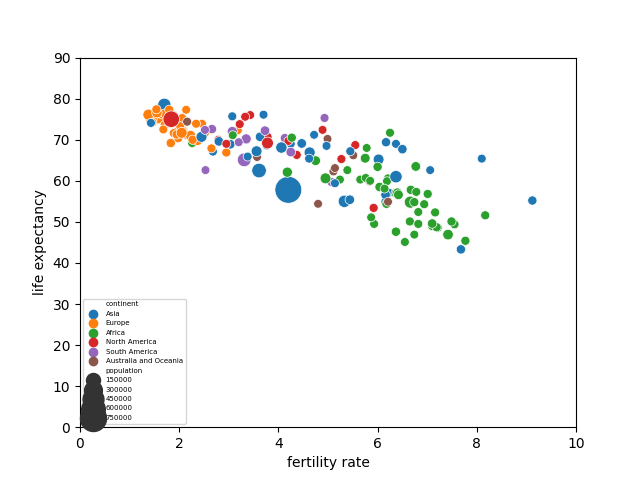 90
80
70
60
50
40
30
20
10
0
life expectancy
continent
Asia
Europe
Africa
North America
South America
Australia and Oceania
population
150000
300000
450000
600000
750000
0 2 4 6 8 10
fertility rate